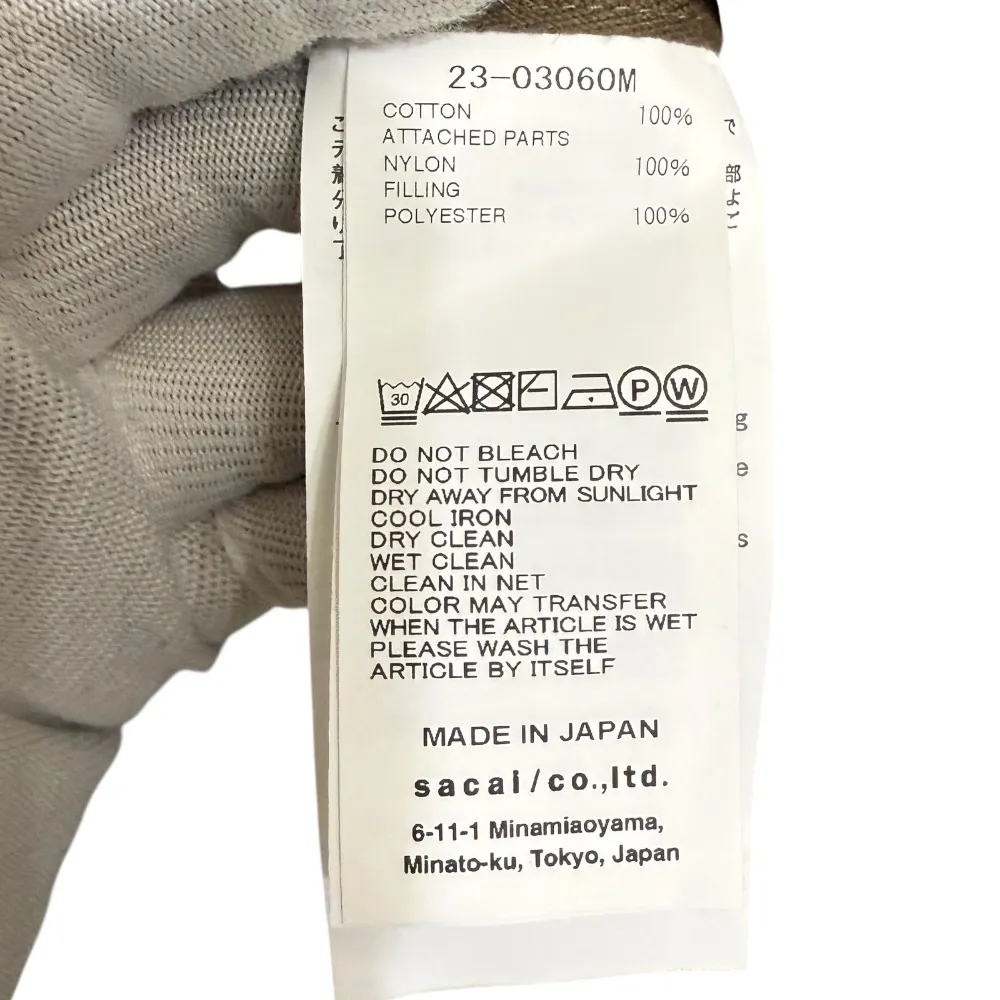 23-03060M
COTTON 100%
ATTACHED PARTS
NYLON 100%
FILLING
POLYESTER 100%
30
P
W
DO NOT BLEACH
DO NOT TUMBLE DRY
DRY AWAY FROM SUNLIGHT
COOL IRON
DRY CLEAN
WET CLEAN
CLEAN IN NET
COLOR MAY TRANSFER
WHEN THE ARTICLE IS WET
PLEASE WASH THE
ARTICLE BY ITSELF
MADE IN JAPAN
sacai/co.,ltd.
6-11-1 Minamiaoyama,
Minato-ku, Tokyo, Japan